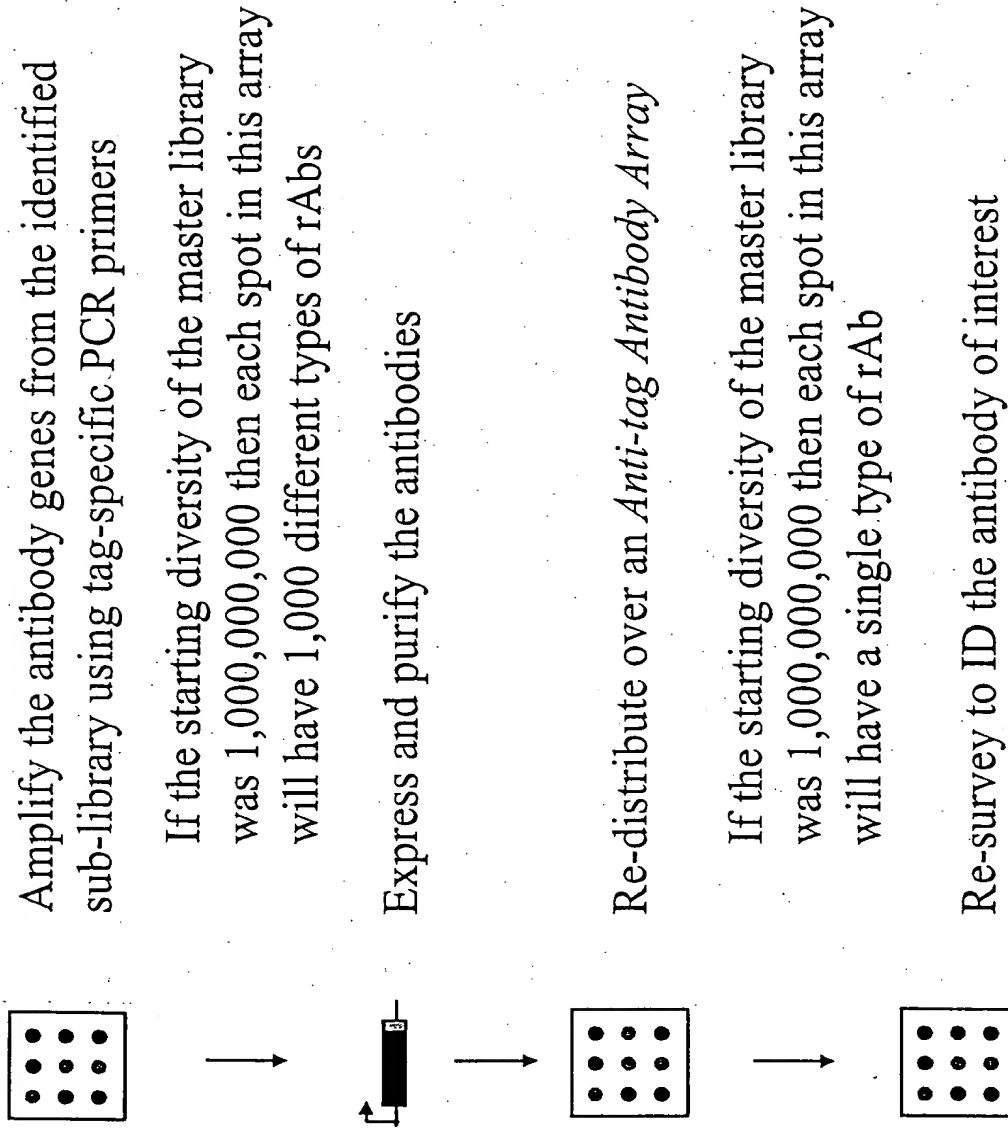 Amplify the antibody genes from the identified
sub-library using tag-specific PCR primers
If the starting diversity of the master library
was 1,000,000,000 then each spot in this array
will have 1,000 different types of rAbs
Express and purify the antibodies
Re-distribute over an Anti-tag Antibody Array
If the starting diversity of the master library
was 1,000,000,000 then each spot in this array
will have a single type of rAb
Re-survey to ID the antibody of interest